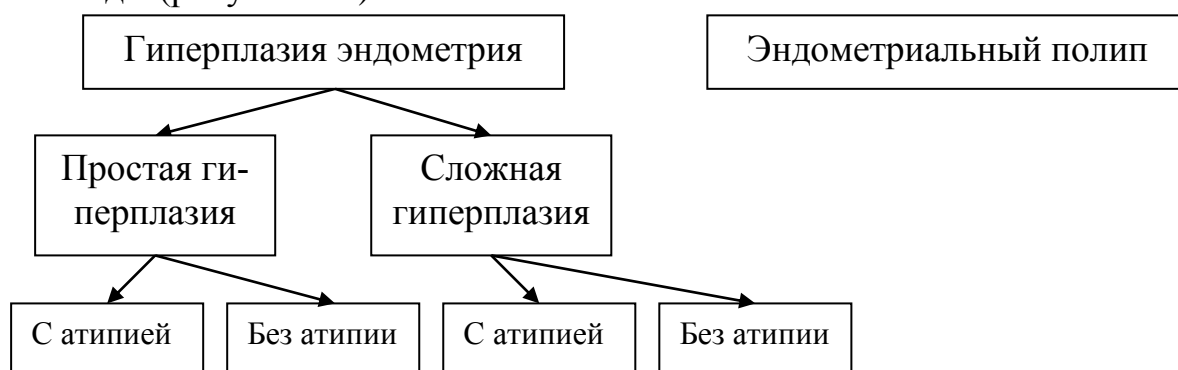 Гиперплазия эндометрия
Эндометриальный полип
Простая ги-
перплазия
Сложная
гиперплазия
С атипией
Без атипии
С атипией
Без атипии